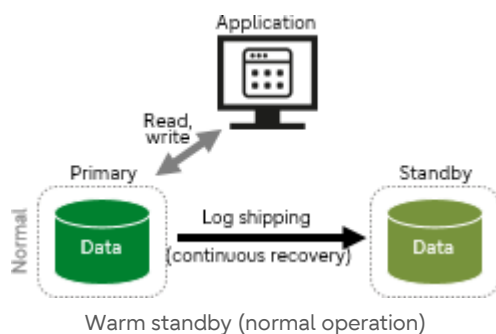 Application
Read,
write
Primary
Standby
Normal
Data
Log shipping
(continuous recovery)
Data
Warm standby (normal operation)